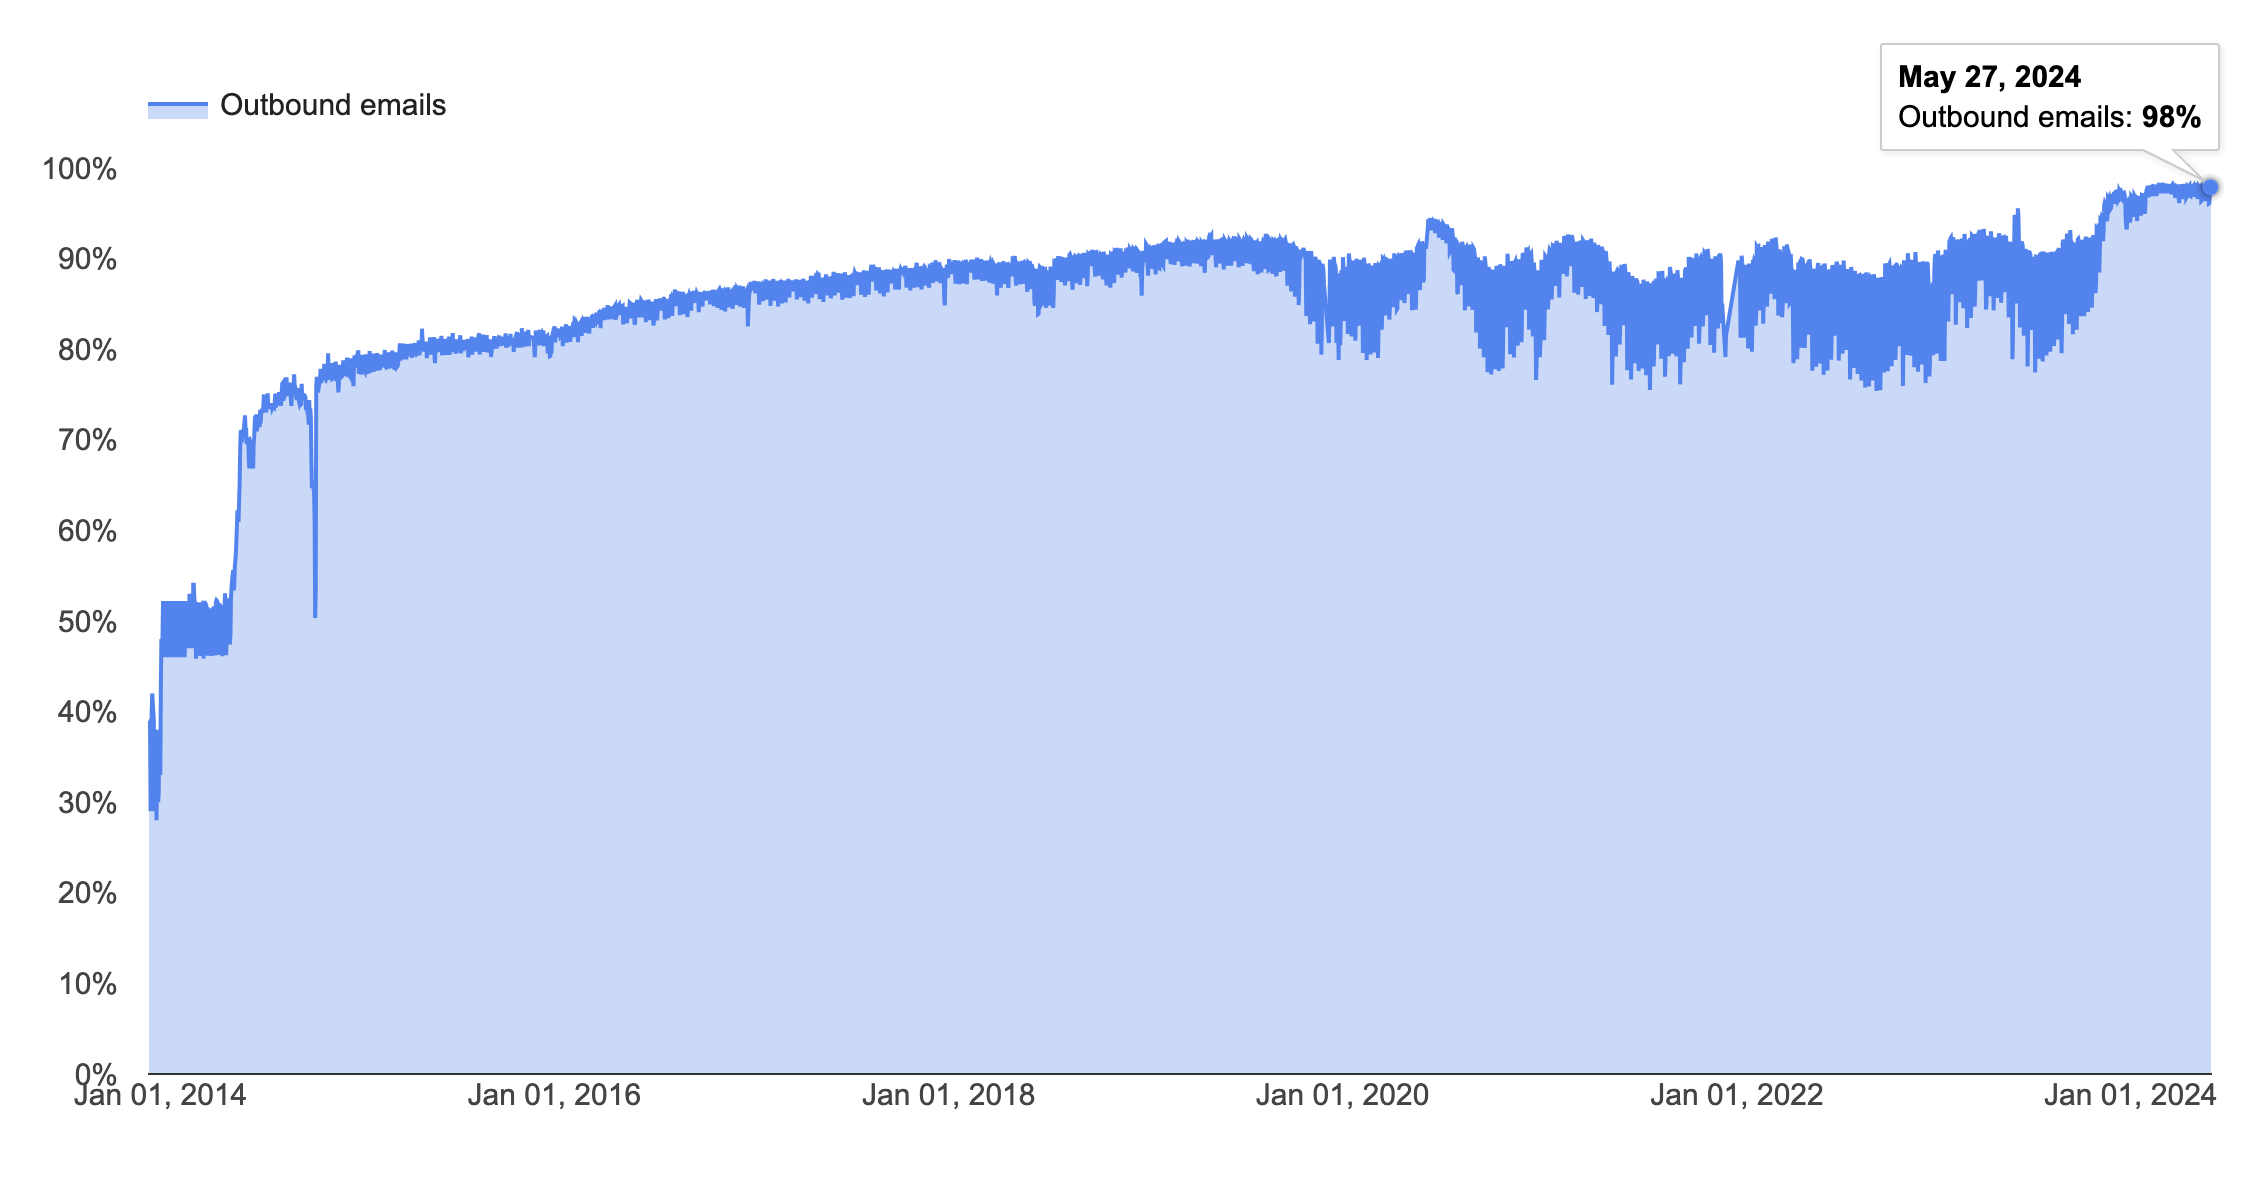 May 27, 2024
Outbound emails: 98%
Outbound emails
100%
90%
80%
70%
60%
50%
40%
30%
20%
10%
0%
Jan 01, 2014
Jan 01, 2016
Jan 01, 2018
Jan 01, 2020
Jan 01, 2022
Jan 01, 2024